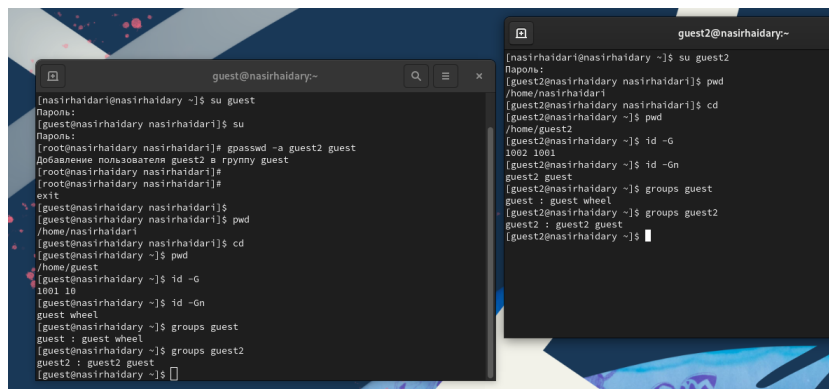 guest@nasirhaidary:~
[nasirhaidari@nasirhaidary ~]$ su guest
Пароль:
[guest@nasirhaidary nasirhaidari]$ su
Пароль:
[root@nasirhaidary nasirhaidari]# gpasswd -a guest2 guest
Добавление пользователя guest2 в группу guest
[root@nasirhaidary nasirhaidari]#
[root@nasirhaidary nasirhaidari]#
exit
[guest@nasirhaidary nasirhaidari]$
[guest@nasirhaidary nasirhaidari]$ pwd
/home/nasirhaidari
[guest@nasirhaidary nasirhaidari]$ cd
[guest@nasirhaidary ~]$ pwd
/home/guest
[guest@nasirhaidary ~]$ id -G
1001 10
[guest@nasirhaidary ~]$ id -Gn
guest wheel
[guest@nasirhaidary ~]$ groups guest
guest : guest wheel
[guest@nasirhaidary ~]$ groups guest2
guest2 : guest2 guest
[guest@nasirhaidary ~]$
guest2@nasirhaidary:~
[nasirhaidari@nasirhaidary ~]$ su guest2
Пароль:
[guest2@nasirhaidary nasirhaidari]$ pwd
/home/nasirhaidari
[guest2@nasirhaidary nasirhaidari]$ cd
[guest2@nasirhaidary ~]$ pwd
/home/guest2
[guest2@nasirhaidary ~]$ id -G
1002 1001
[guest2@nasirhaidary ~]$ id -Gn
guest2 guest
[guest2@nasirhaidary ~]$ groups guest
guest : guest wheel
[guest2@nasirhaidary ~]$ groups guest2
guest2 : guest2 guest
[guest2@nasirhaidary ~]$